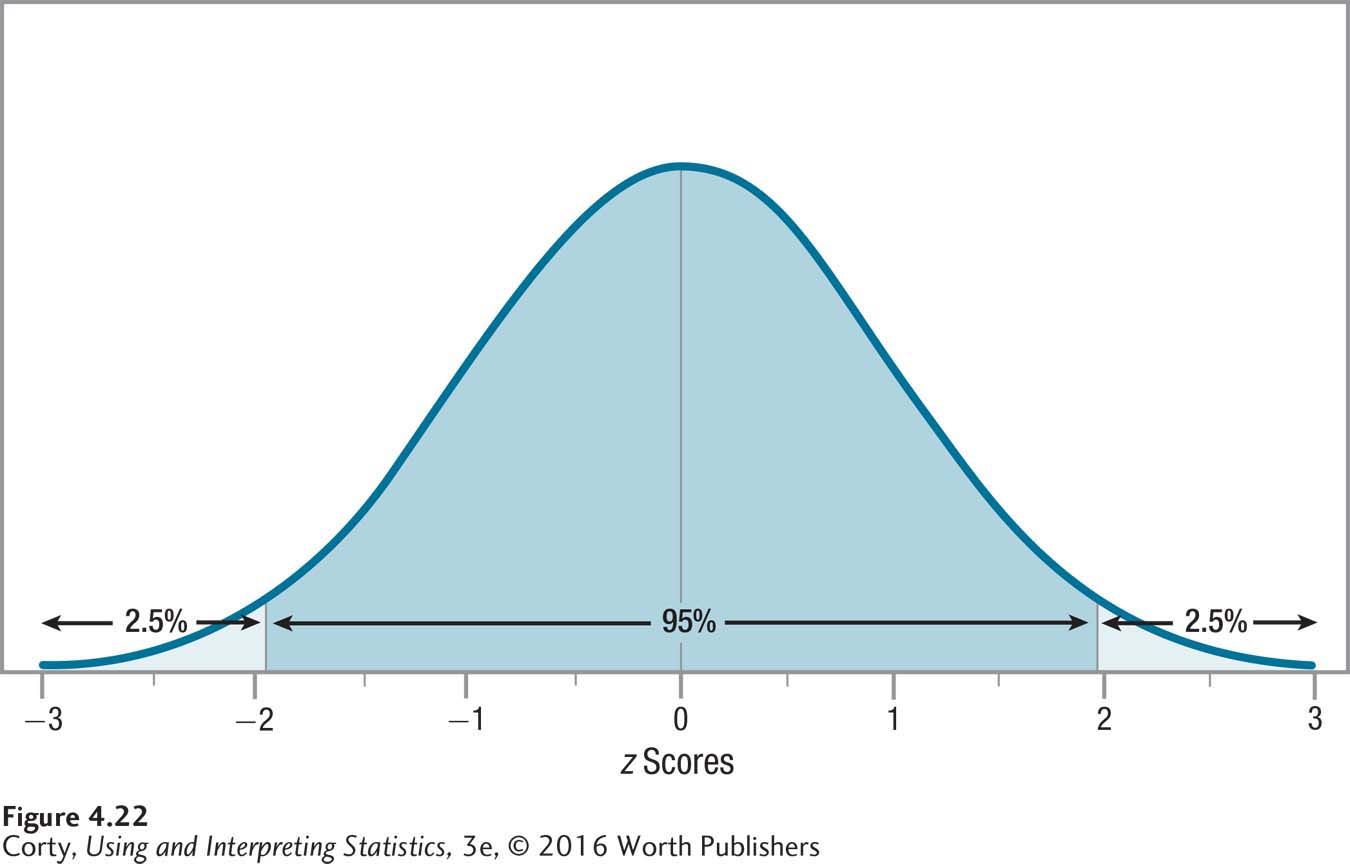 2.5% 95% 2.5%
–3 –2 –1 0 1 2 3
z Scores
Figure 4.22
Corty, Using and Interpreting Statistics, 3e, © 2016 Worth Publishers